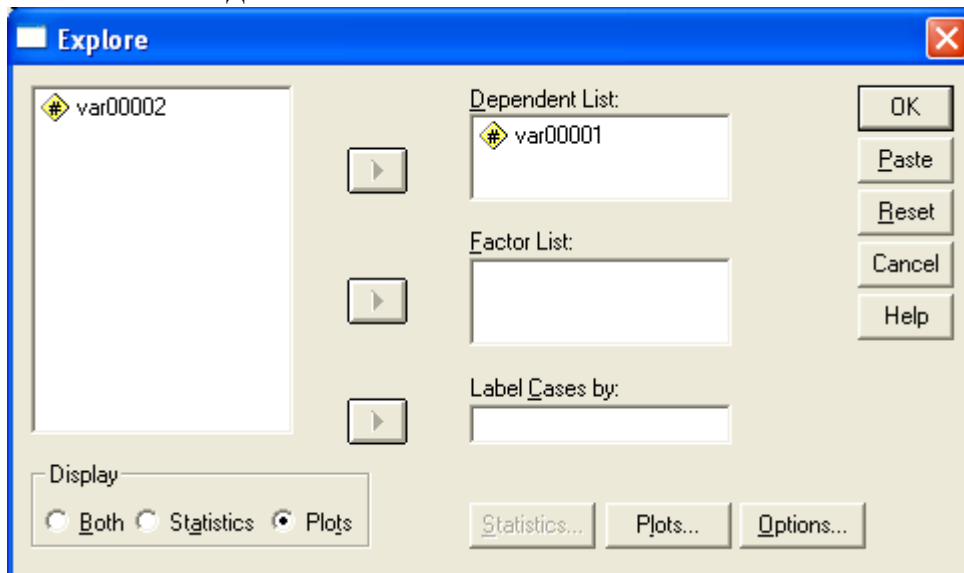 Explore
var00002
Dependent List:
var00001
Factor List:
Label Cases by:
OK
Paste
Reset
Cancel
Help
Display
Both
Statistics
Plots
Statistics...
Plots...
Options...